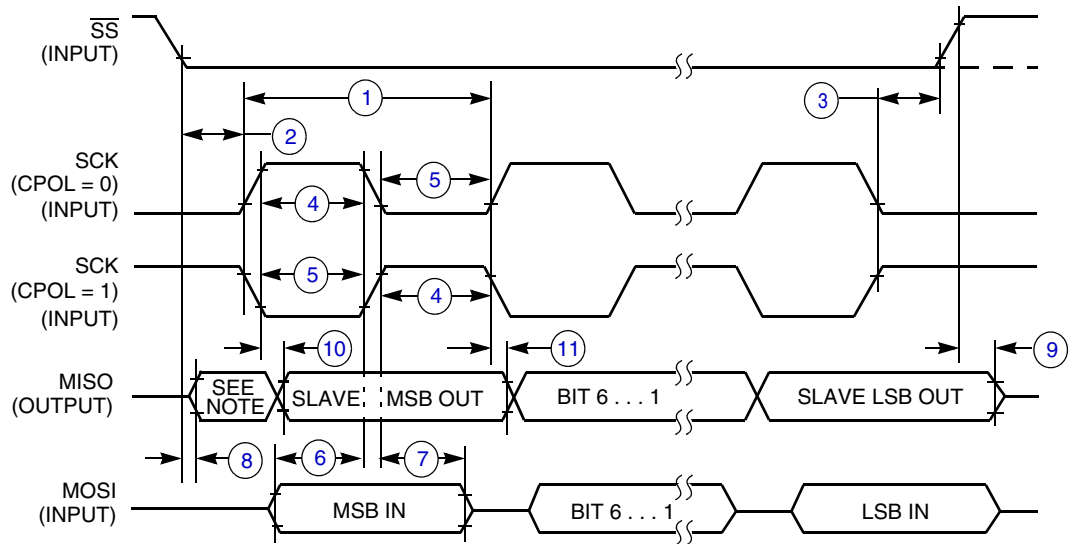 SS
(INPUT)
1
3
2
SCK
(CPOL = 0)
(INPUT)
5
4
SCK
(CPOL = 1)
(INPUT)
5
4
10
11
9
MISO
(OUTPUT)
SEE
NOTE
SLAVE
MSB OUT
BIT 6 . . . 1
SLAVE LSB OUT
8
6
7
MOSI
(INPUT)
MSB IN
BIT 6 . . . 1
LSB IN